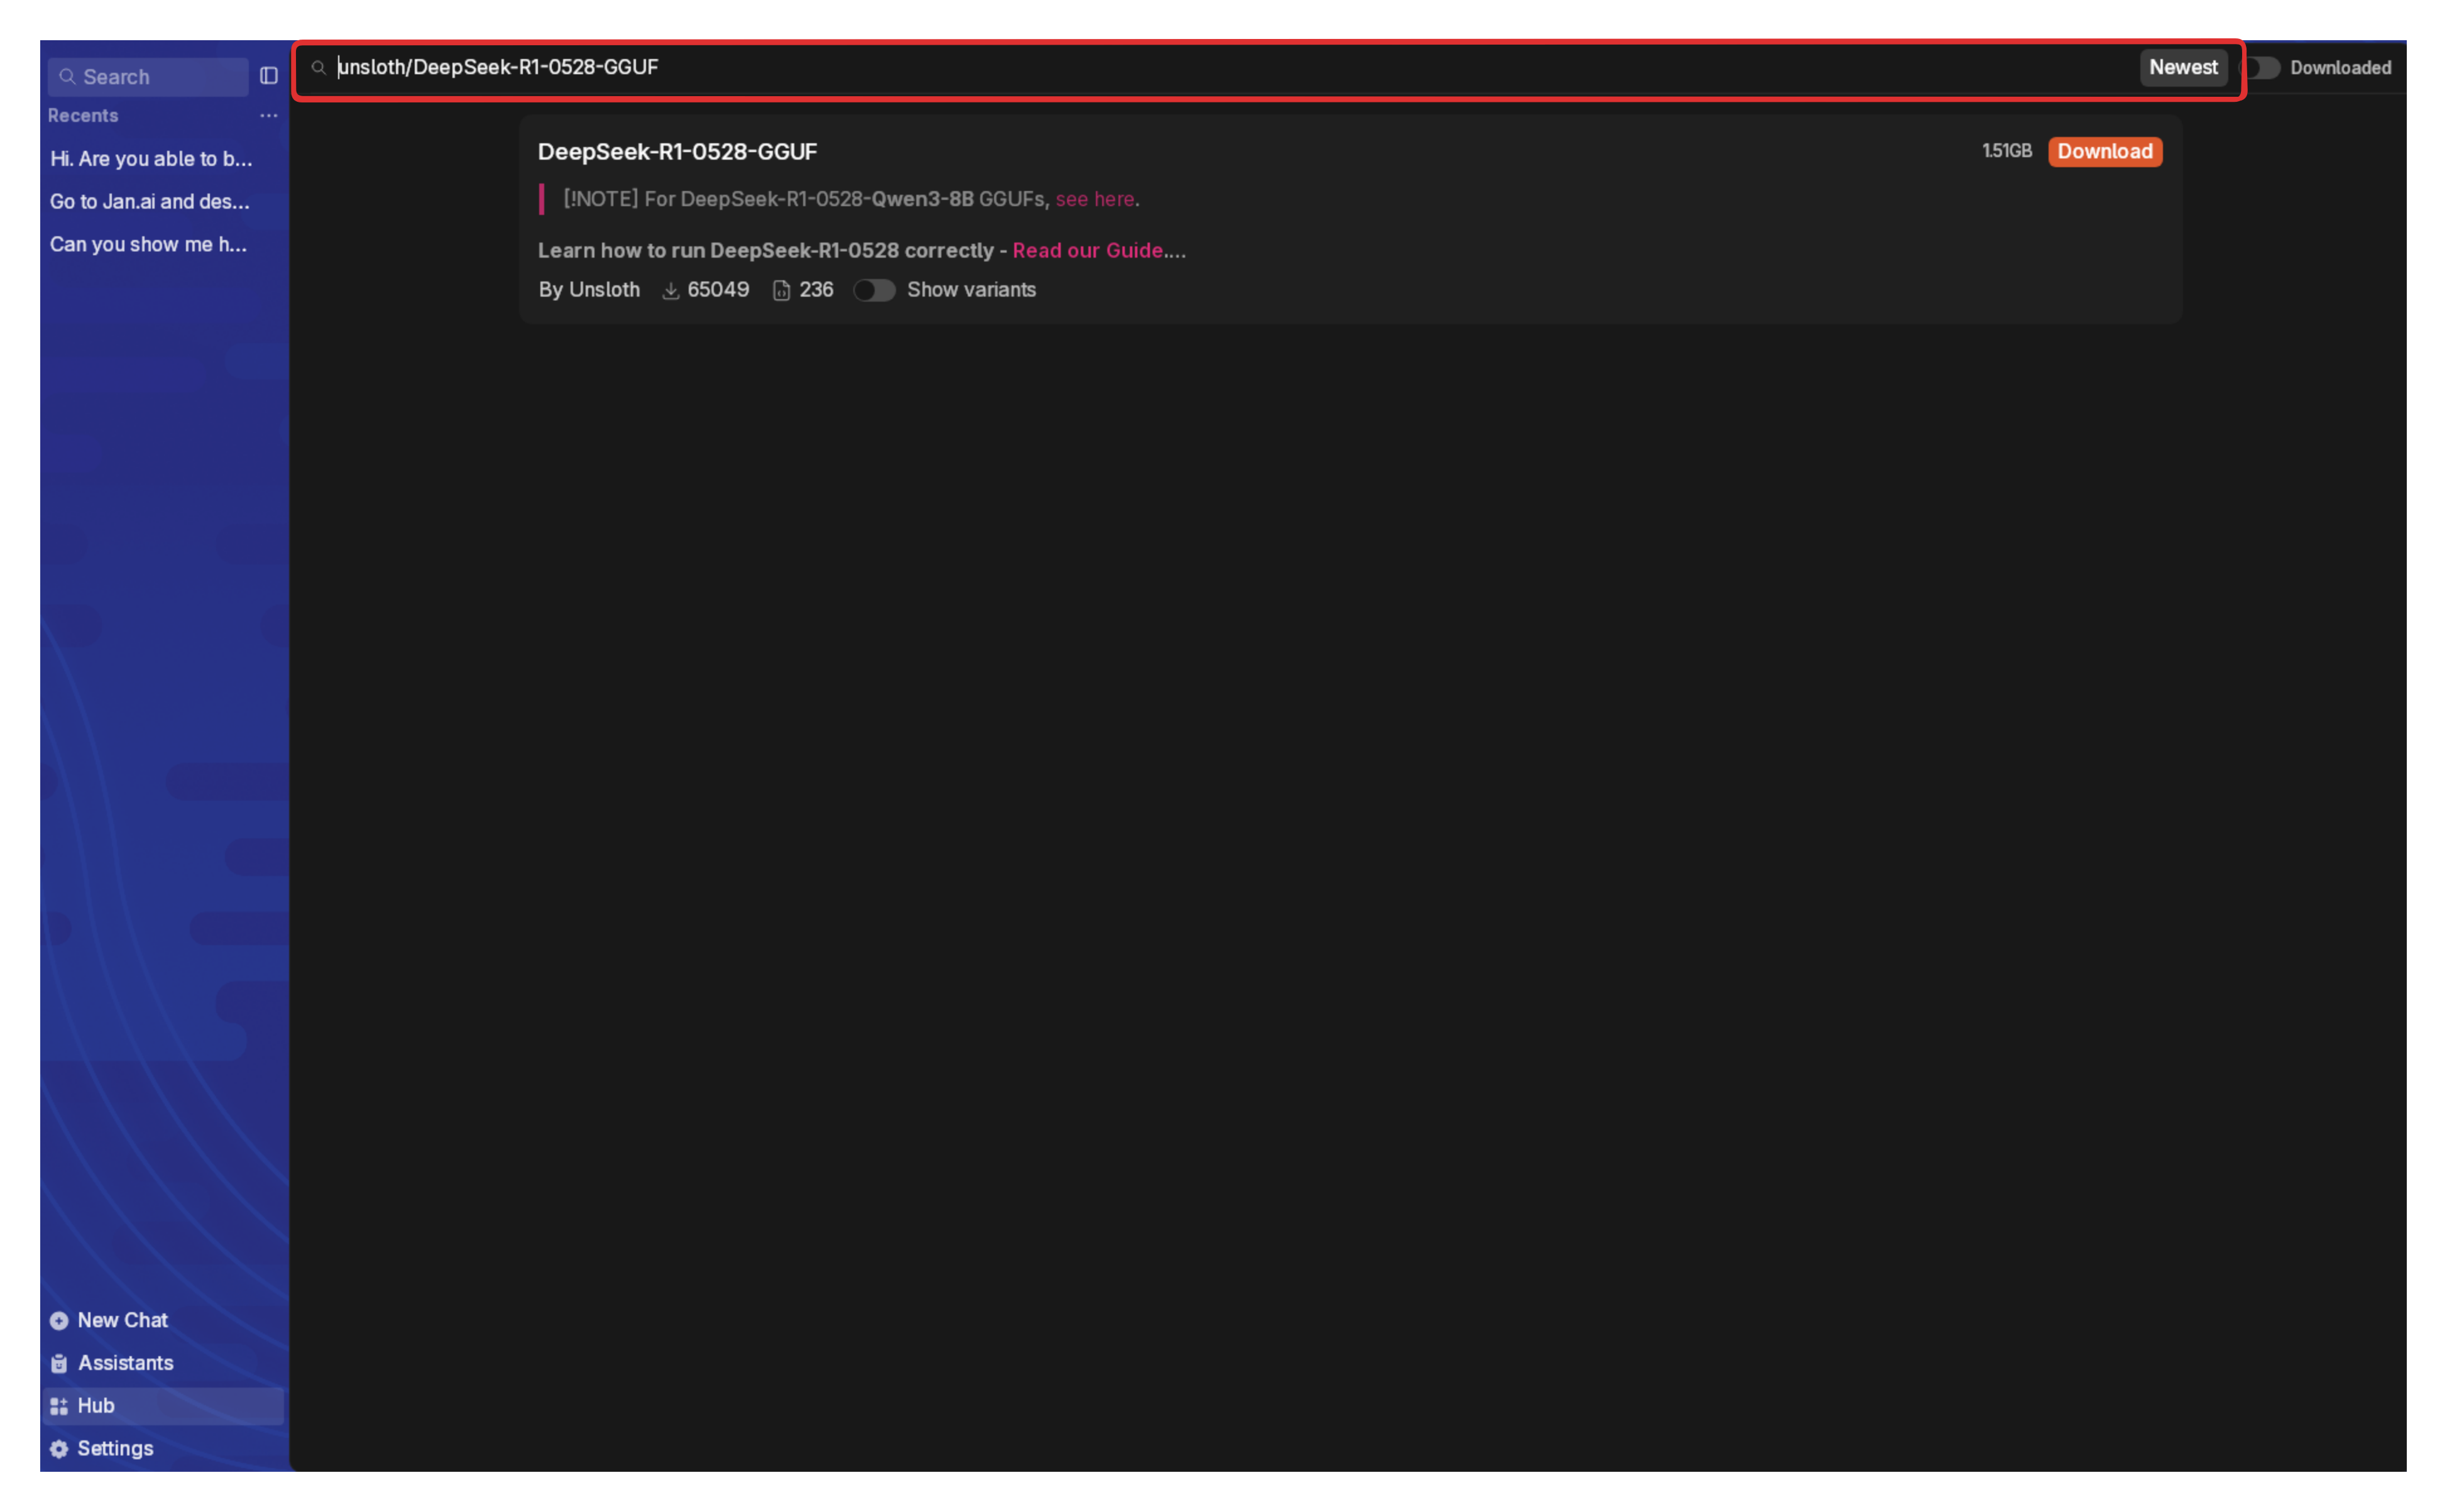 Search
Recents
...
Hi. Are you able to b...
Go to Jan.ai and des...
Can you show me h...
New Chat
Assistants
Hub
Settings
unsloth/DeepSeek-R1-0528-GGUF
Newest
Downloaded
DeepSeek-R1-0528-GGUF
1.51GB
Download
[!NOTE] For DeepSeek-R1-0528-Qwen3-8B GGUFs, see here.
Learn how to run DeepSeek-R1-0528 correctly - Read our Guide....
By Unsloth 65049 236 Show variants